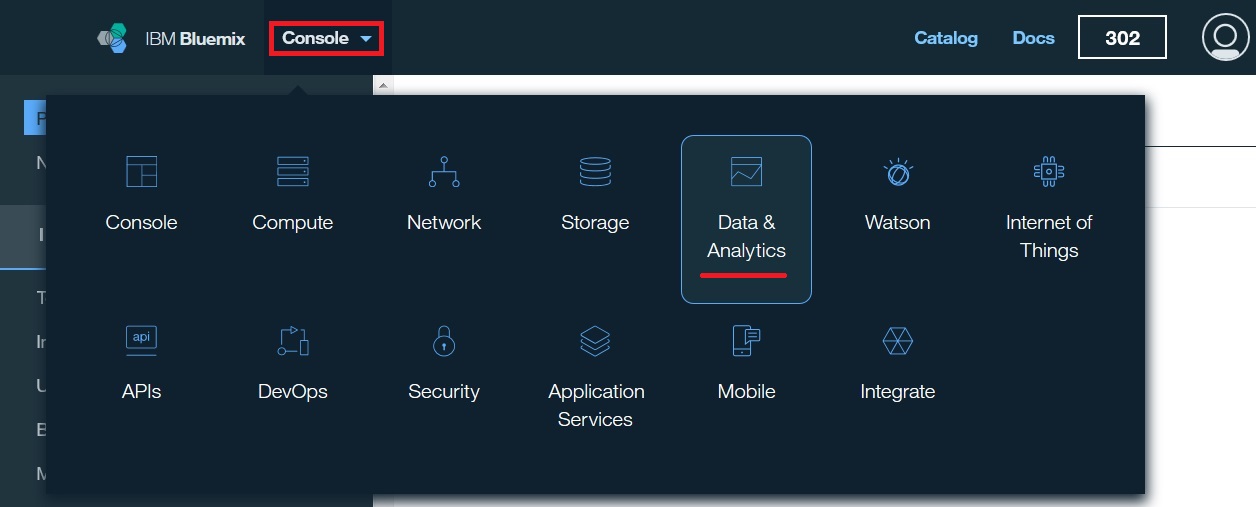 IBM Bluemix
Console
Catalog
Docs
302
Console
Compute
Network
Storage
Data &
Analytics
Watson
Internet of
Things
api
APIs
DevOps
Security
Application
Services
Mobile
Integrate